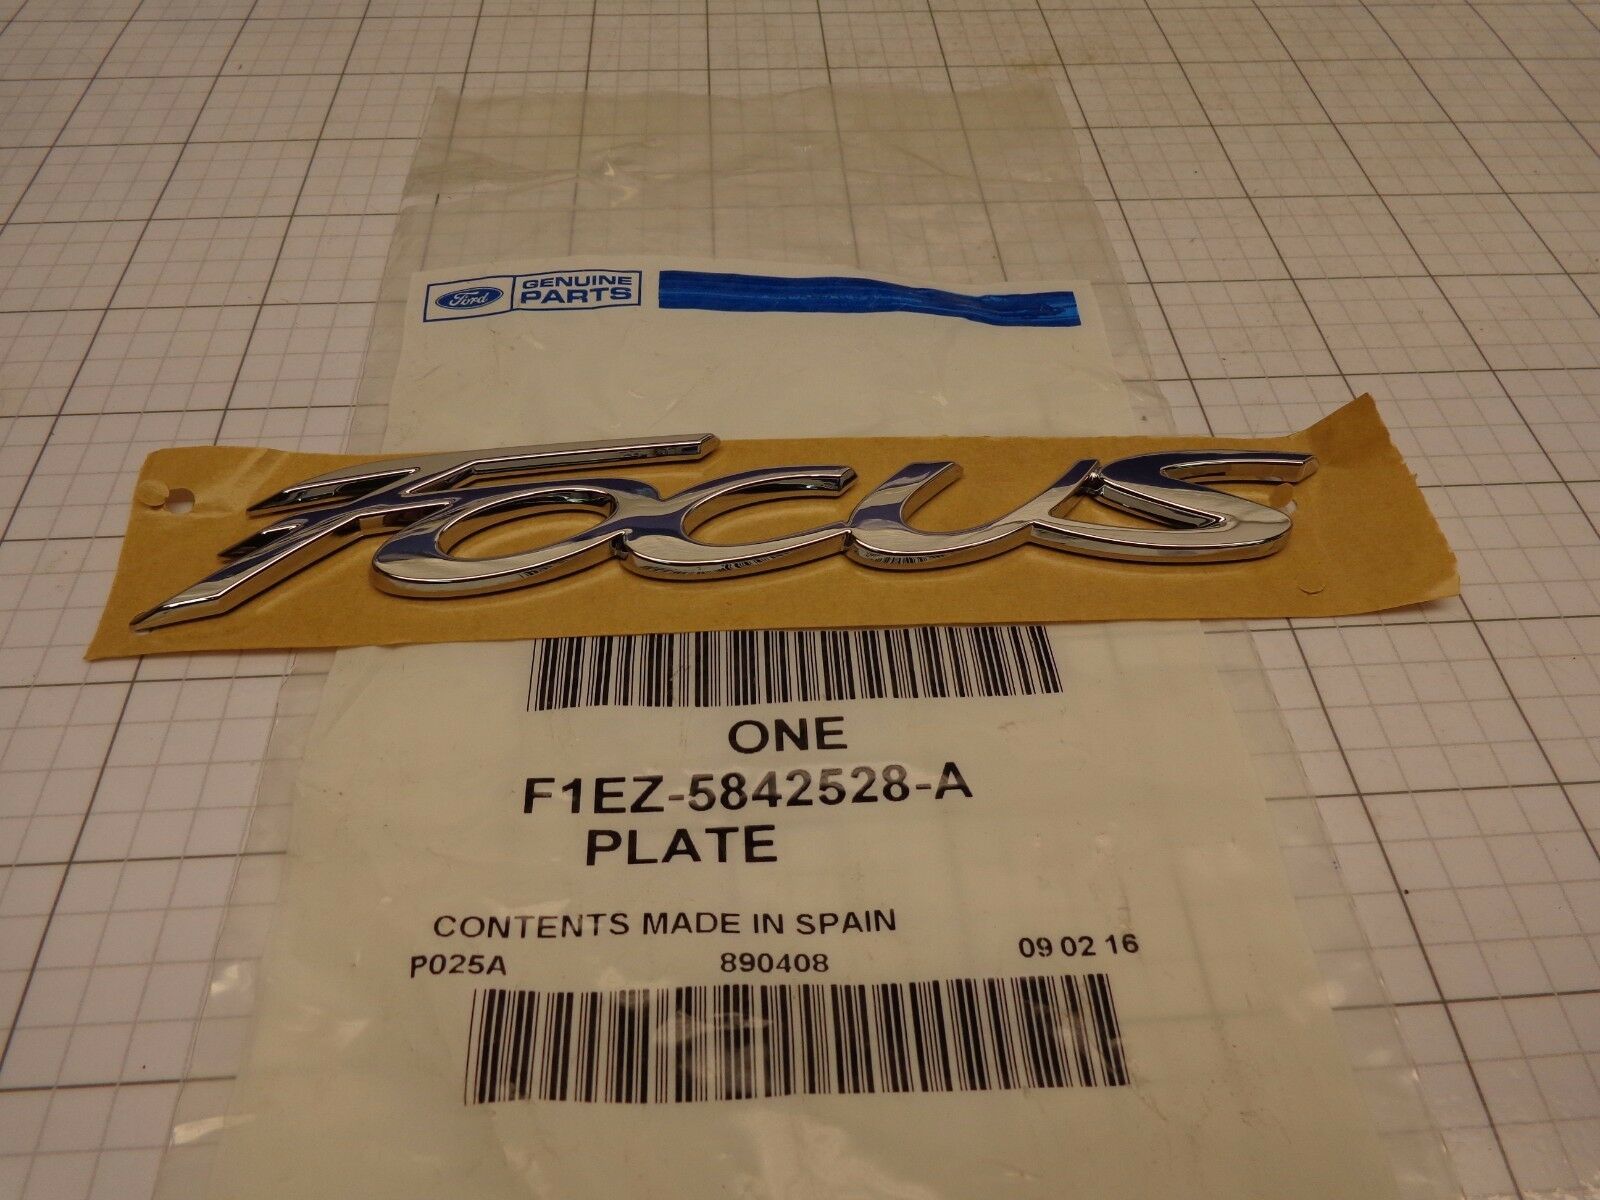 Ford
GENUINE
PARTS
Focus
ONE
F1EZ-5842528-A
PLATE
CONTENTS MADE IN SPAIN
P025A 890408 09 02 16